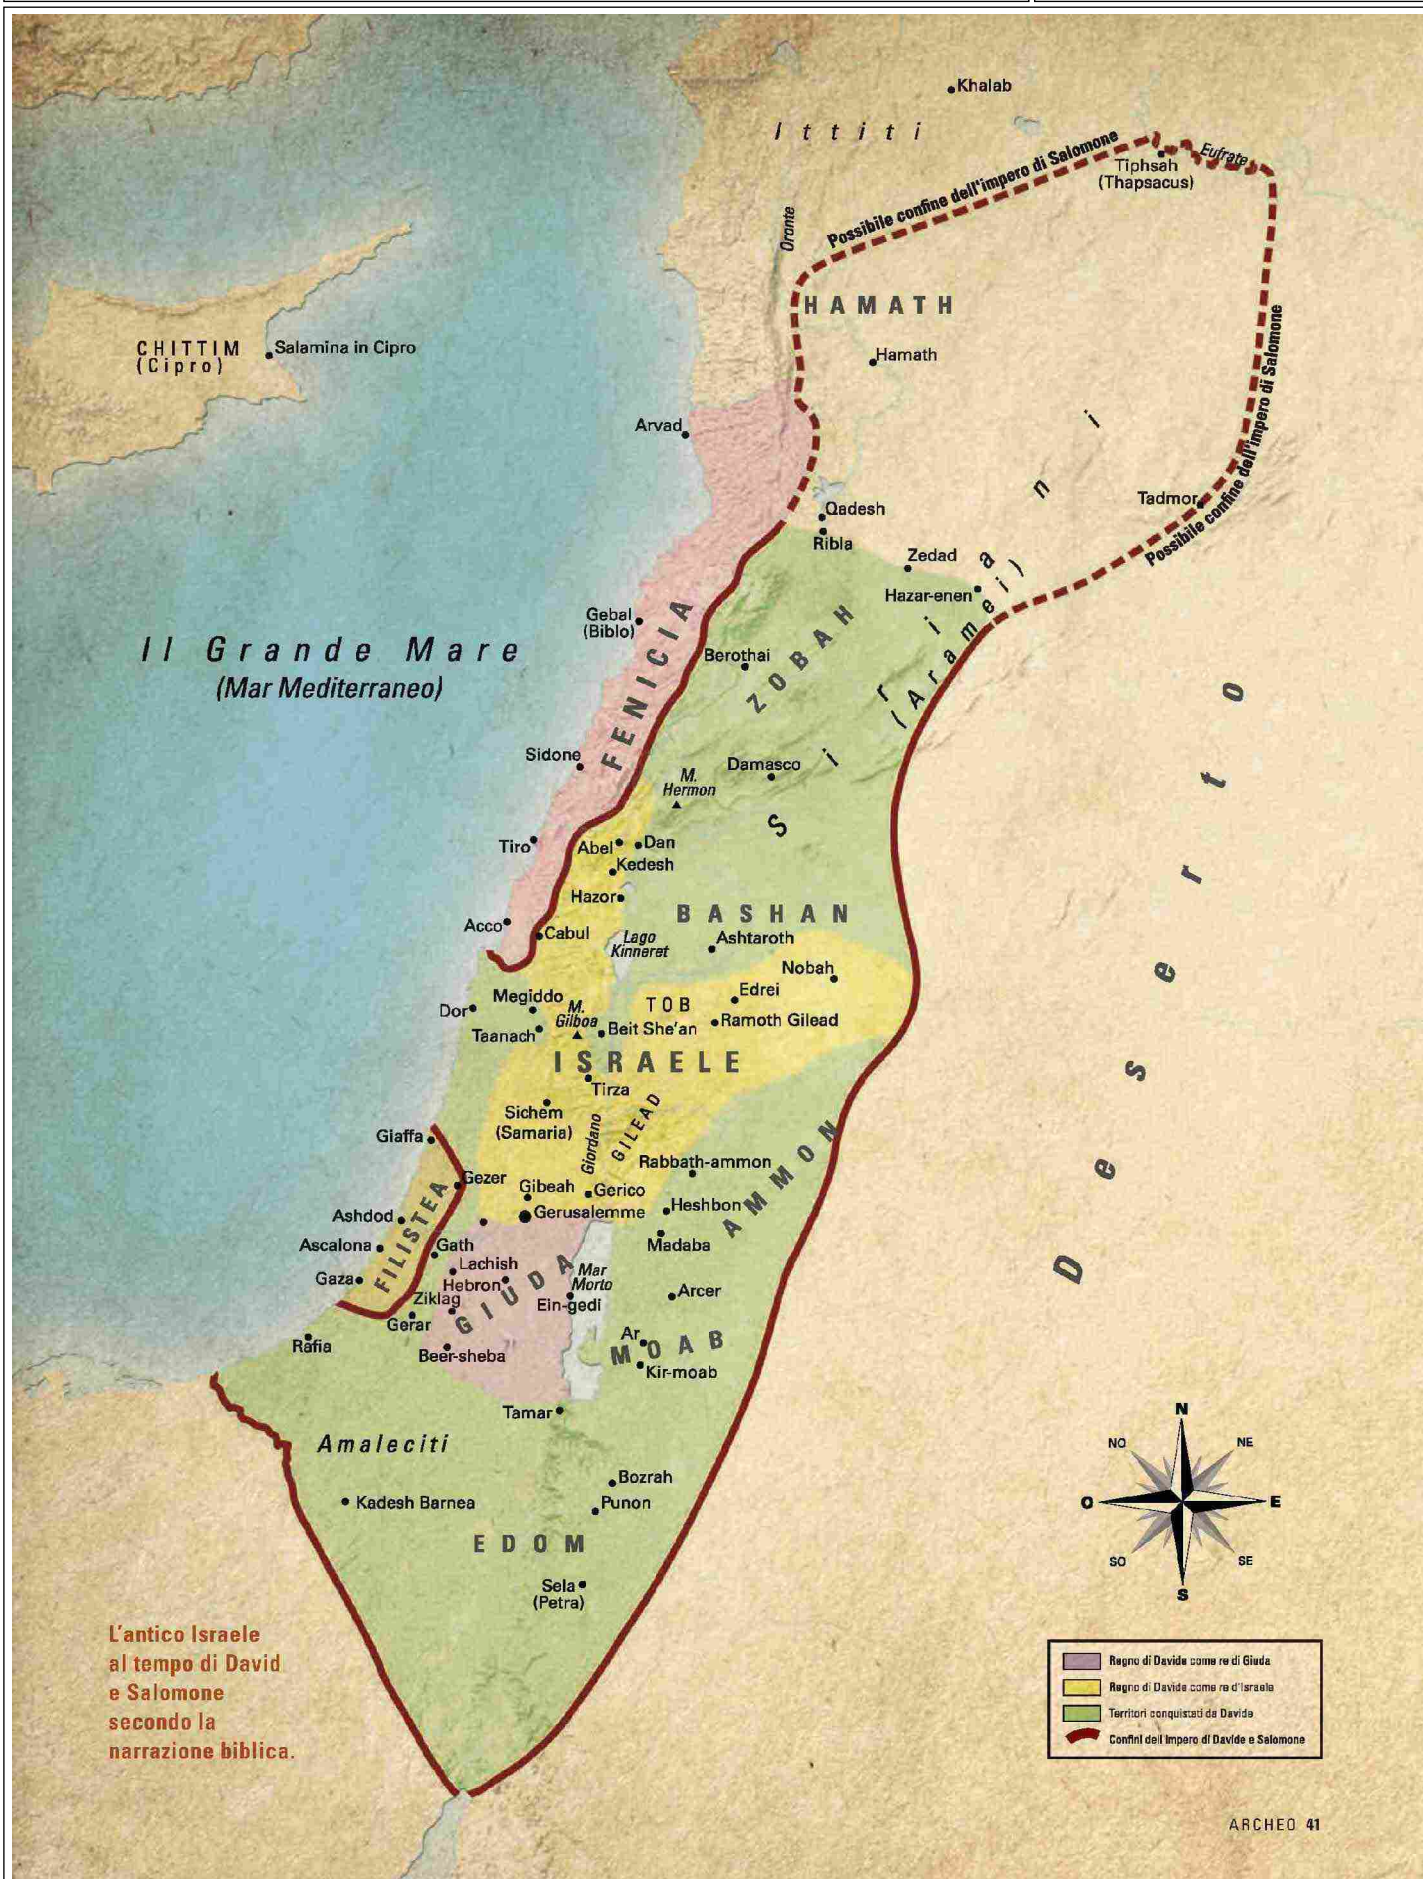 Khalab
Ittiti
Possibile confine dell'impero di Salomone
Eufrate
Tiphsah
(Thapsacus)
Oronte
HAMATH
Hamath
CHITTIM
(Cipro)
Salamina in Cipro
Possibile confine dell'impero di Salomone
Arvad
Tadmor
Qadesh
Ribla
Zedad
Hazar-enen
Siriani
(Aramei)
Gebal
(Biblo)
FENICIA
Il Grande Mare
(Mar Mediterraneo)
Berothai
ZOBAH
Deserto
Sidone
Damasco
M.
Hermon
Tiro
Abel
Dan
Kedesh
Hazor
BASHAN
Acco
Cabul
Lago
Kinneret
Ashtaroth
Nobah
Edrei
TOB
Megiddo
Dor
M.
Gilboa
Ramoth Gilead
Taanach
Beit She'an
ISRAELE
Tirza
Sichem
(Samaria)
Giordano
GILEAD
Giaffa
AMMON
Rabbath-ammon
Gezer
Gibeah
Gerico
Gerusalemme
Heshbon
Ashdod
FILISTEA
Madaba
Ascalona
Gath
Lachish
Hebron
GIUDA
Mar
Morto
Gaza
Ziklag
Ein-gedi
Arcer
Gerar
Rafia
Beer-sheba
Ar
MOAB
Kir-moab
Tamar
Amaleciti
Bozrah
Kadesh Barnea
Punon
EDOM
Sela
(Petra)
N
NO
NE
O
E
SO
SE
S
L'antico Israele
al tempo di David
e Salomone
secondo la
narrazione biblica.
Regno di Davide come re di Giuda
Regno di Davide come re d'Israele
Territori conquistati da Davide
Confini dell'impero di Davide e Salomone
ARCHEO 41